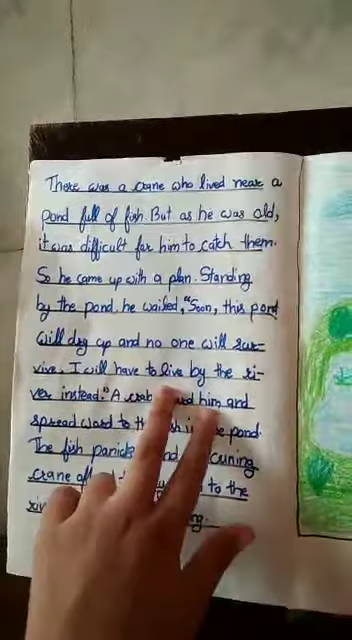 There was a crane who lived near a
pond full of fish. But as he was old,
it was difficult for him to catch them.
So he came up with a plan. Standing
by the pond he wailed, "Soon, this pond
will dry up and no one will sur-
vive. I will have to live by the ri-
ver instead." A him and
spread word to the in pond.
The fish cuning
crane to the